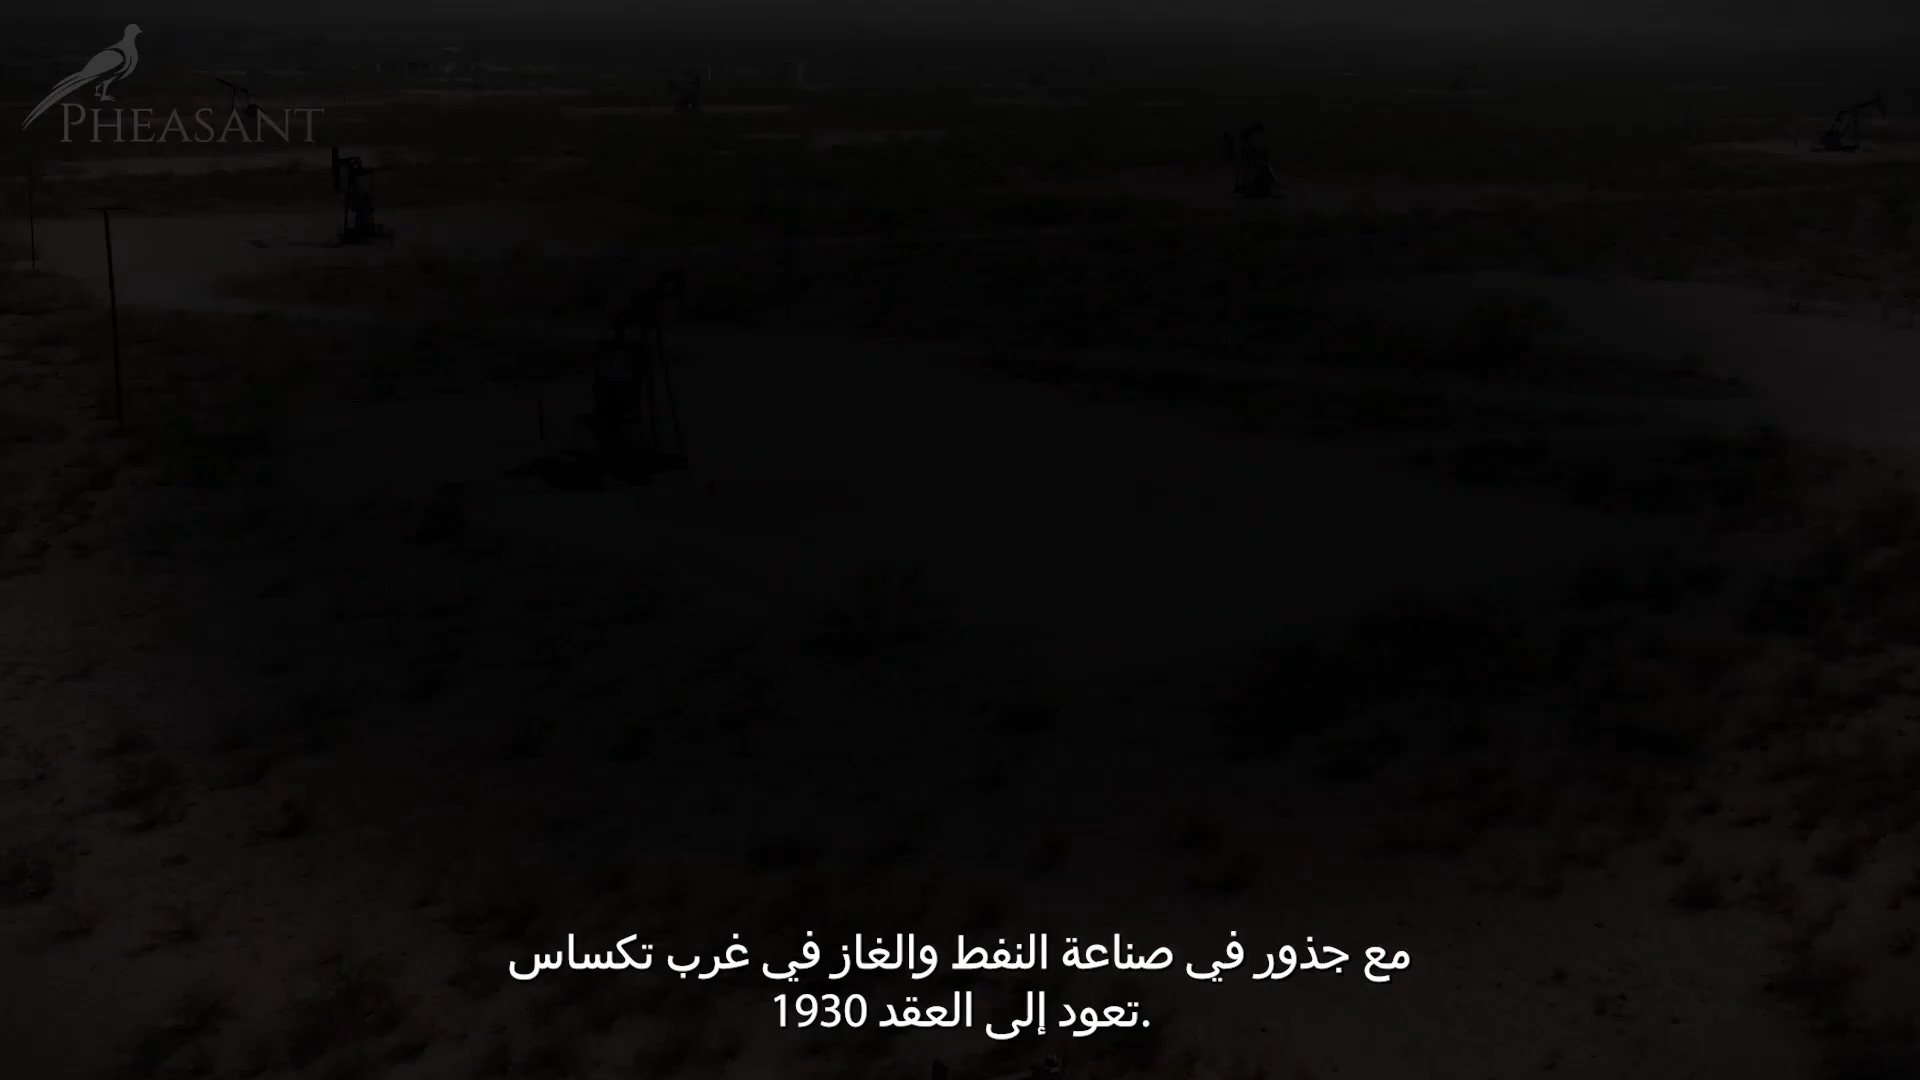 PHEASANT
مع جذور في صناعة النفط والغاز في غرب تكساس
.تعود إلى العقد 1930